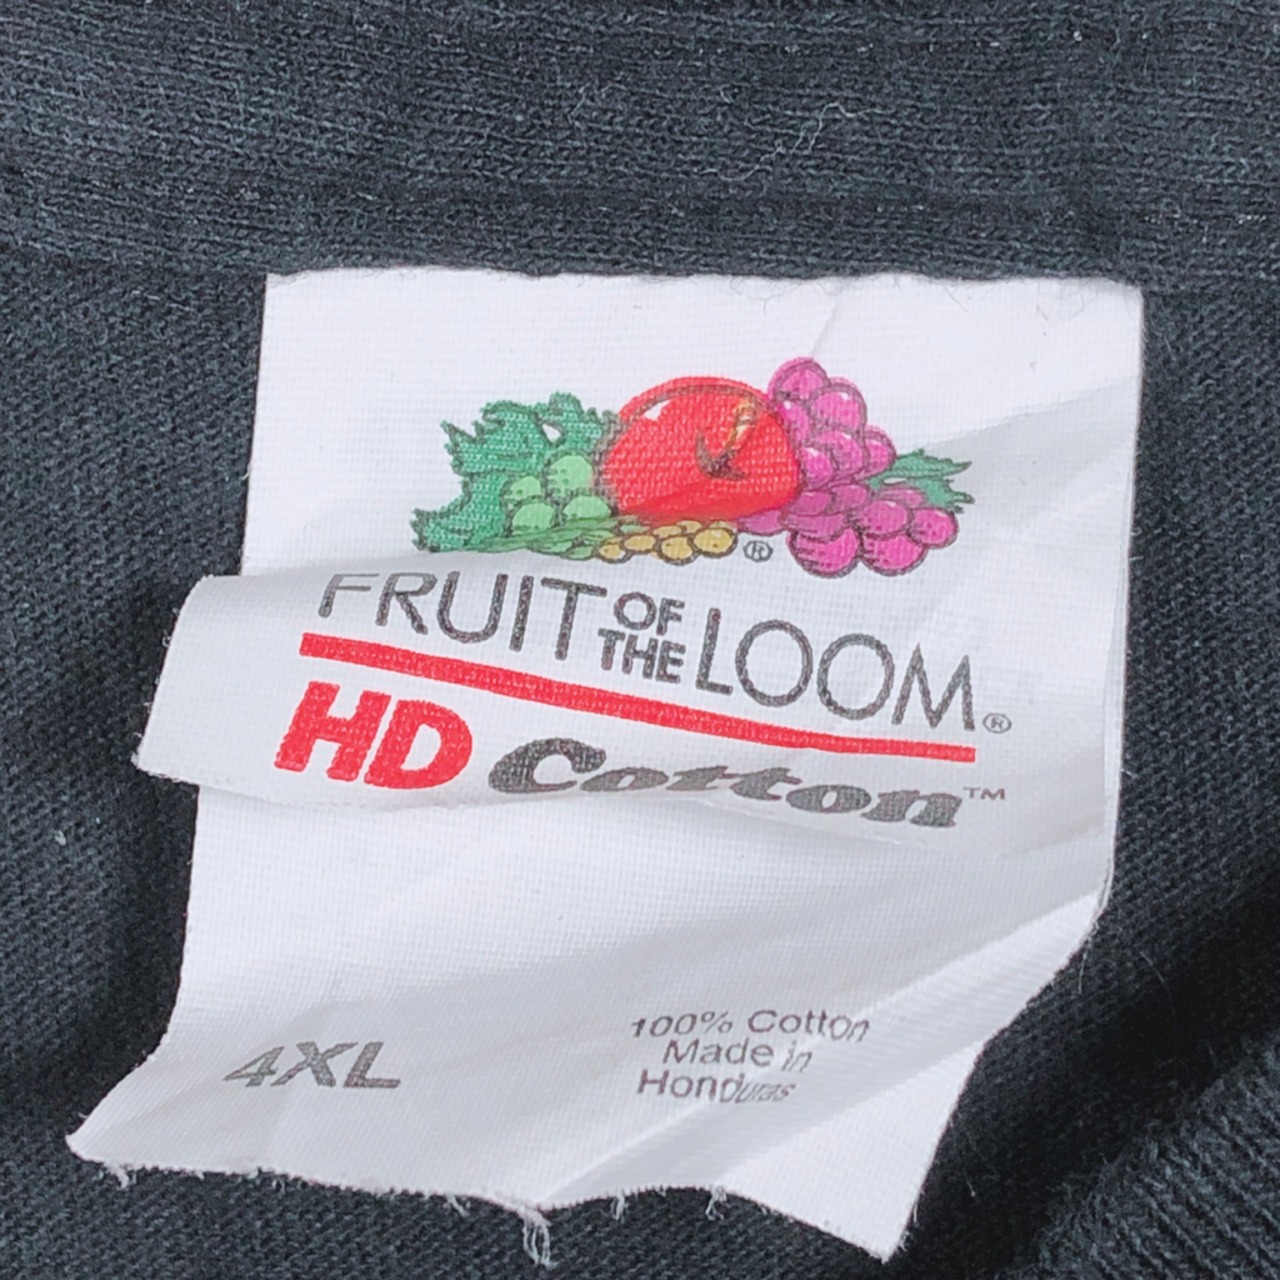 ®
FRUIT OF THE LOOM®
HD Cotton™
4XL
100% Cotton
Made in
Honduras